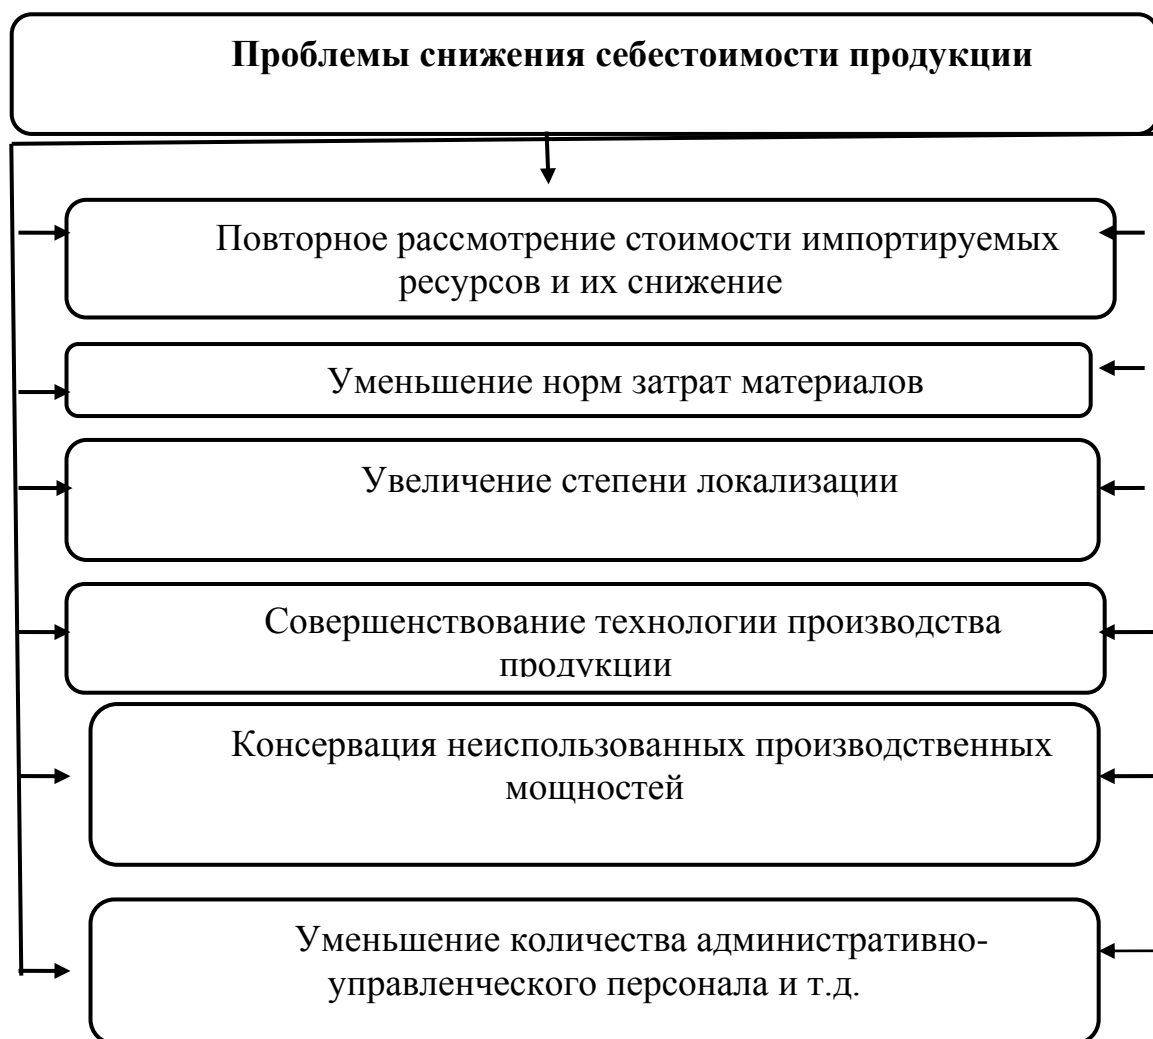 Проблемы снижения себестоимости продукции
Повторное рассмотрение стоимости импортируемых
ресурсов и их снижение
Уменьшение норм затрат материалов
Увеличение степени локализации
Совершенствование технологии производства
продукции
Консервация неиспользованных производственных
мощностей
Уменьшение количества административно-
управленческого персонала и т.д.